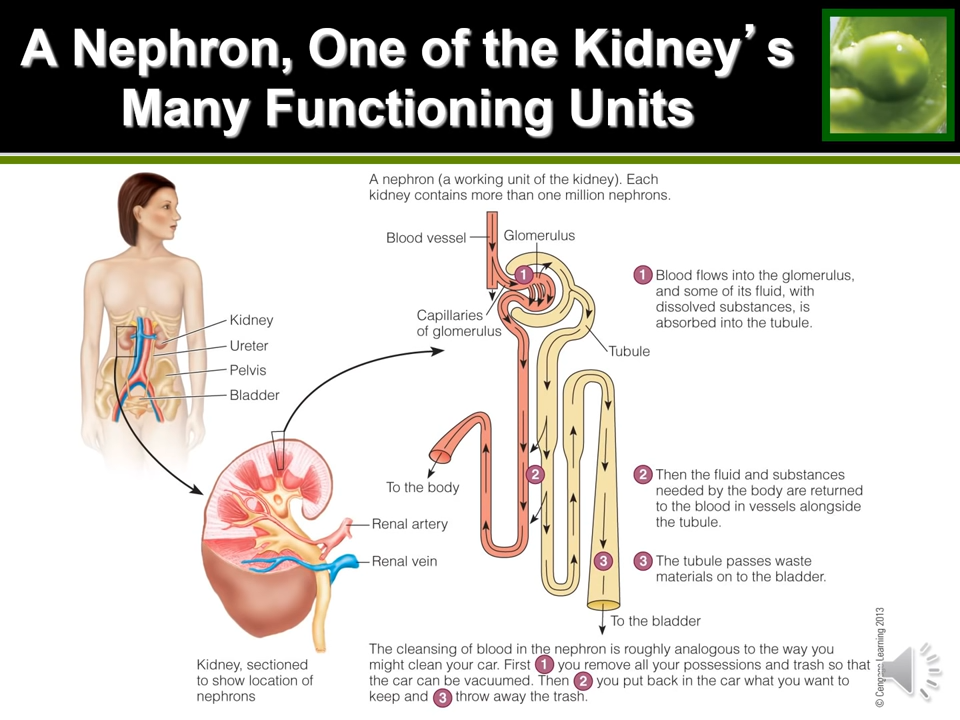 A Nephron, One of the Kidney’s
Many Functioning Units
A nephron (a working unit of the kidney). Each
kidney contains more than one million nephrons.
Blood vessel
Glomerulus
1
1 Blood flows into the glomerulus,
and some of its fluid, with
dissolved substances, is
absorbed into the tubule.
Capillaries
of glomerulus
Tubule
Kidney
Ureter
Pelvis
Bladder
To the body
2
2 Then the fluid and substances
needed by the body are returned
to the blood in vessels alongside
the tubule.
Renal artery
Renal vein
3
3 The tubule passes waste
materials on to the bladder.
To the bladder
Kidney, sectioned
to show location of
nephrons
The cleansing of blood in the nephron is roughly analogous to the way you
might clean your car. First 1 you remove all your possessions and trash so that
the car can be vacuumed. Then 2 you put back in the car what you want to
keep and 3 throw away the trash.
© Cengage Learning 2013